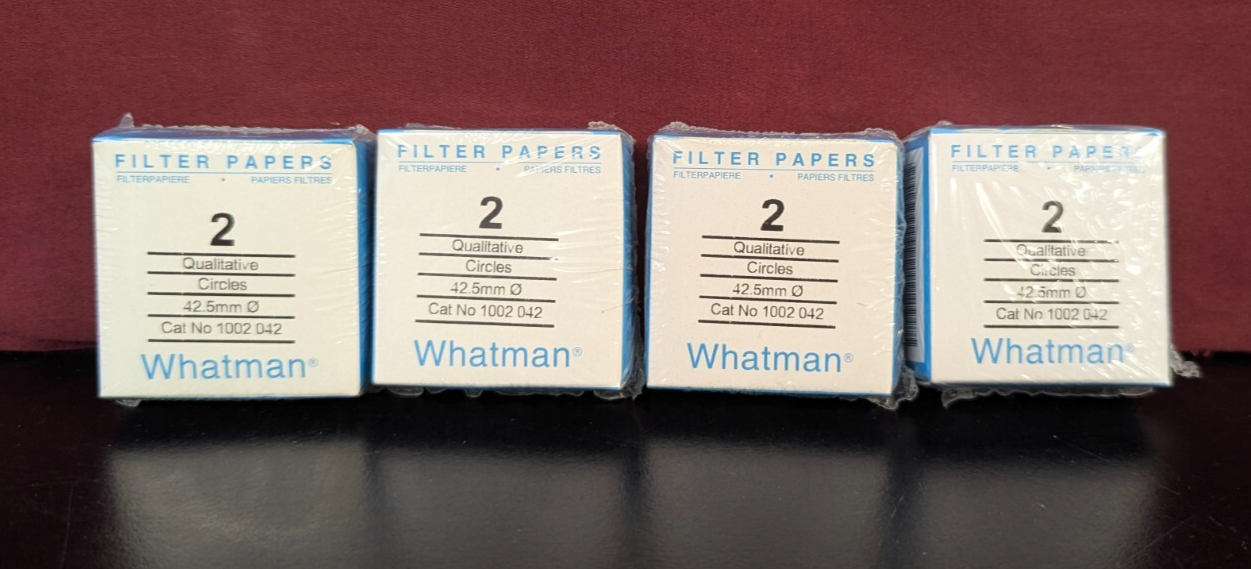 FILTER PAPERS
FILTERPAPIERE • PAPIERS FILTRES
2
Qualitative
Circles
42.5mm Ø
Cat No 1002 042
Whatman®
FILTER PAPERS
FILTERPAPIERE • PAPIERS FILTRES
2
Qualitative
Circles
42.5mm Ø
Cat No 1002 042
Whatman®
FILTER PAPERS
FILTERPAPIERE • PAPIERS FILTRES
2
Qualitative
Circles
42.5mm Ø
Cat No 1002 042
Whatman®
FILTER PAPERS
FILTERPAPIERE • PAPIERS FILTRES
2
Qualitative
Circles
42.5mm Ø
Cat No 1002 042
Whatman®